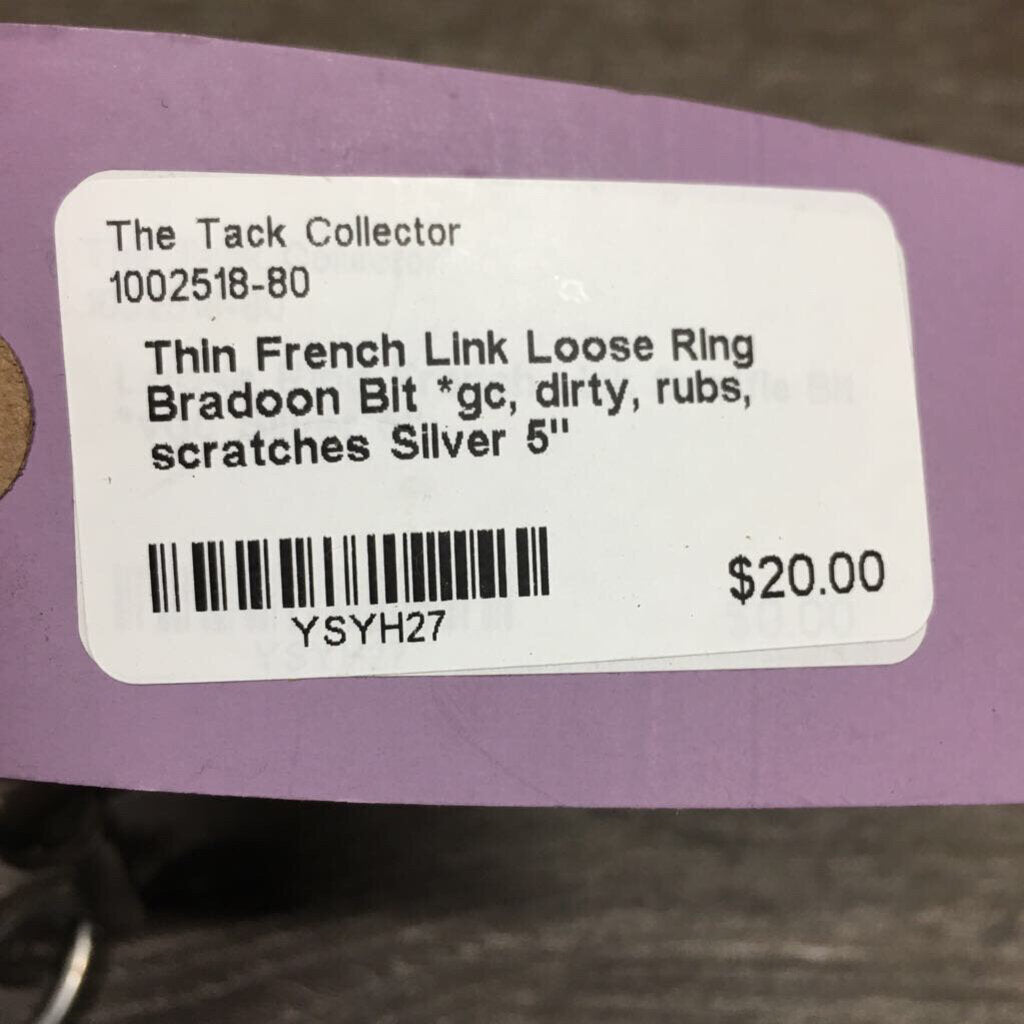 The Tack Collector
1002518-80
Thin French Link Loose Ring
Bradoon Bit *gc, dirty, rubs,
scratches Silver 5"
YSYH27
$20.00